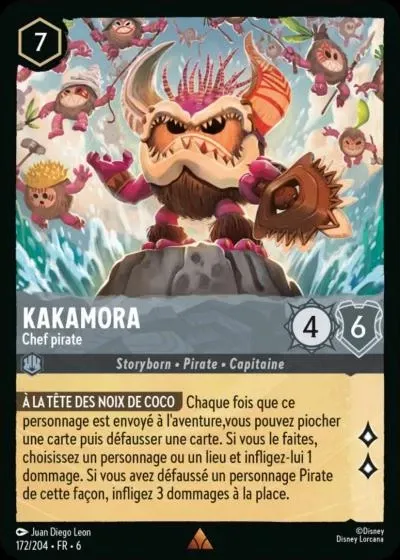 7
KAKAMORA
Chef pirate
4
6
Storyborn • Pirate • Capitaine
À LA TÊTE DES NOIX DE COCO Chaque fois que ce
personnage est envoyé à l'aventure,vous pouvez piocher
une carte puis défausser une carte. Si vous le faites,
choisissez un personnage ou un lieu et infligez-lui 1
dommage. Si vous avez défaussé un personnage Pirate
de cette façon, infligez 3 dommages à la place.
Juan Diego Leon
©Disney
172/204 • FR • 6
Disney Lorcana